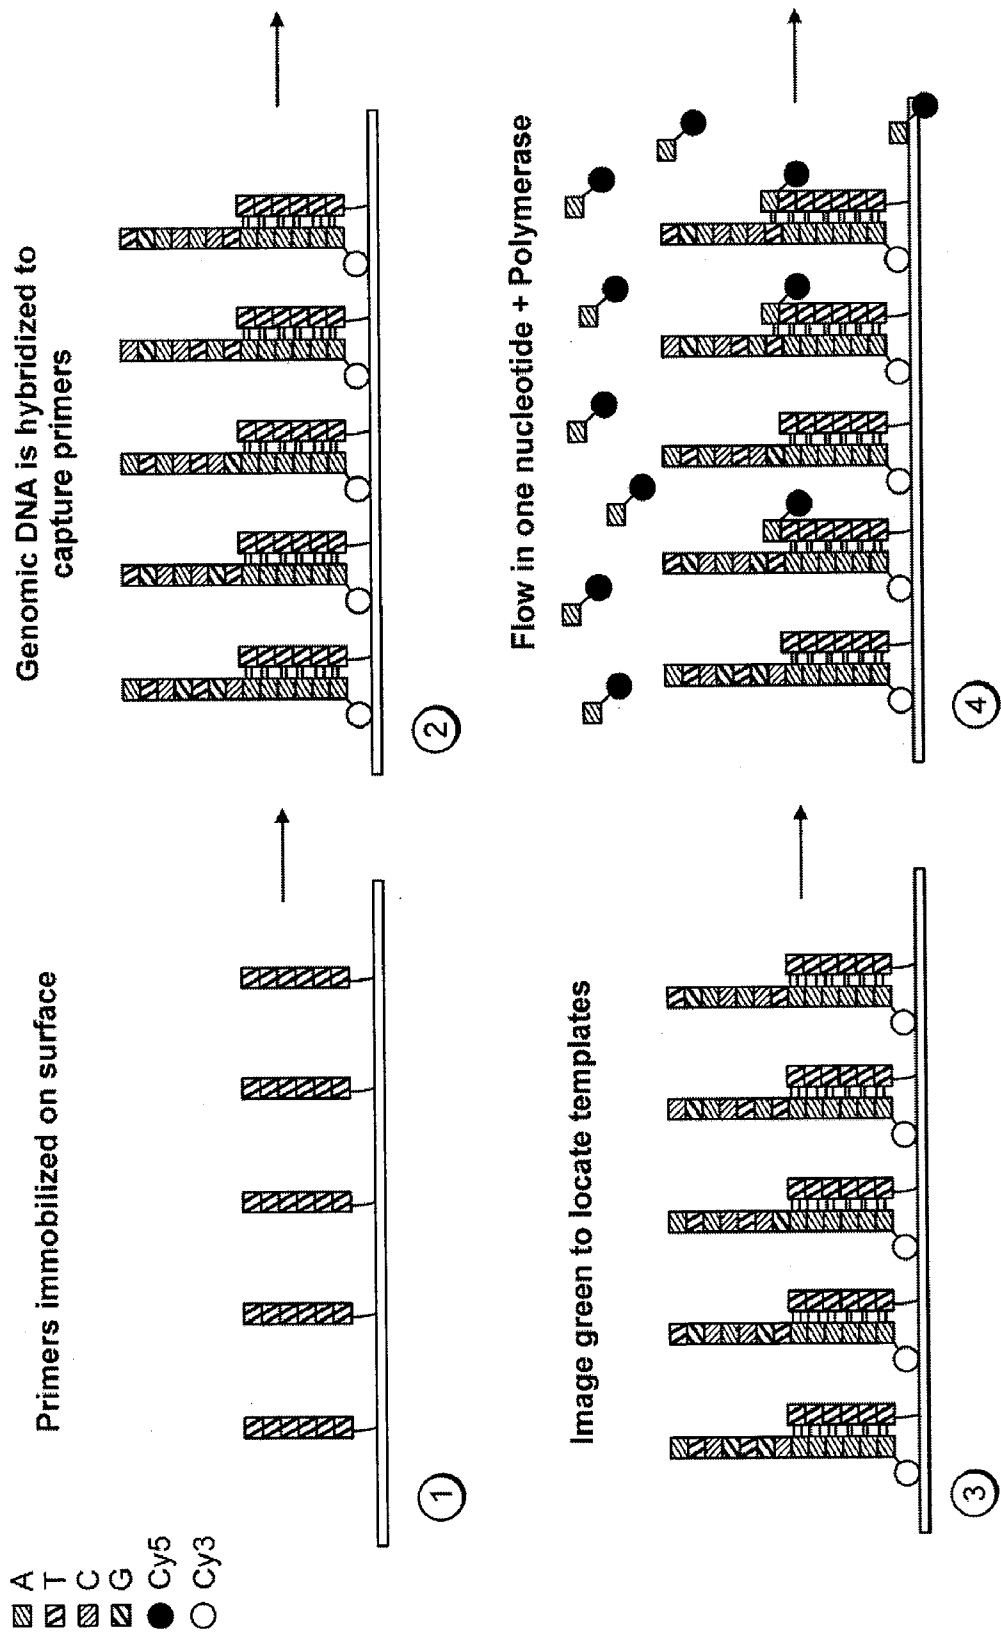 A
T
C
G
Cy5
Cy3
Primers immobilized on surface
1
Genomic DNA is hybridized to
capture primers
2
Image green to locate templates
3
Flow in one nucleotide + Polymerase
4